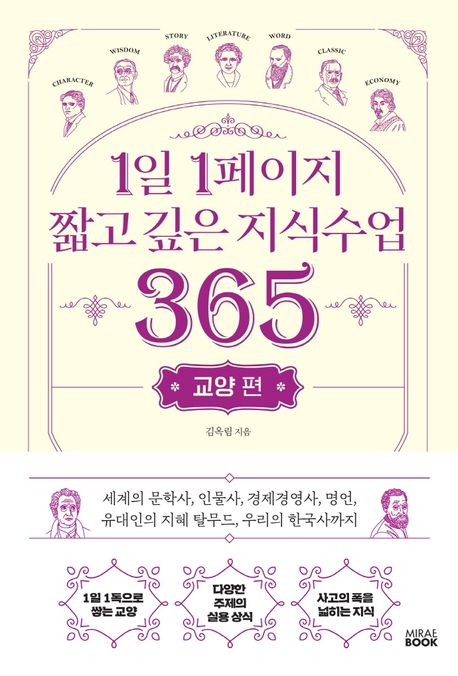 CHARACTER
WISDOM
STORY
LITERATURE
WORD
CLASSIC
ECONOMY
1일 1페이지
짧고 깊은 지식수업
365
교양 편
김옥림 지음
세계의 문학사, 인물사, 경제경영사, 명언,
유대인의 지혜 탈무드, 우리의 한국사까지
1일 1독으로
쌓는 교양
다양한
주제의
실용 상식
사고의 폭을
넓히는 지식
MIRAE
BOOK